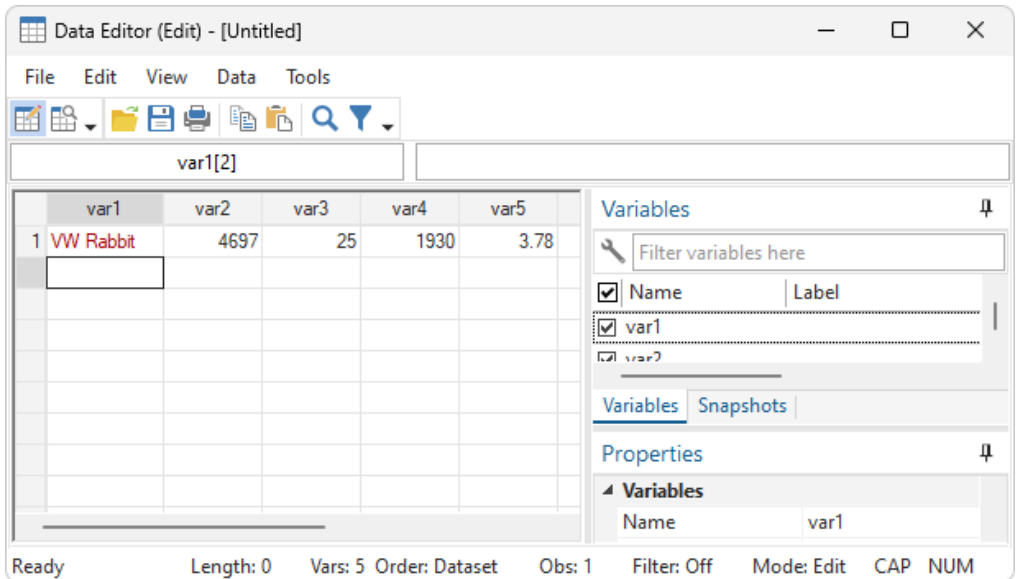 Data Editor (Edit) - [Untitled]
File Edit View Data Tools
var1[2]
var1 var2 var3 var4 var5
1 VW Rabbit 4697 25 1930 3.78
Variables
Filter variables here
Name Label
var1
var2
Variables Snapshots
Properties
Variables
Name var1
Ready Length: 0 Vars: 5 Order: Dataset Obs: 1 Filter: Off Mode: Edit CAP NUM